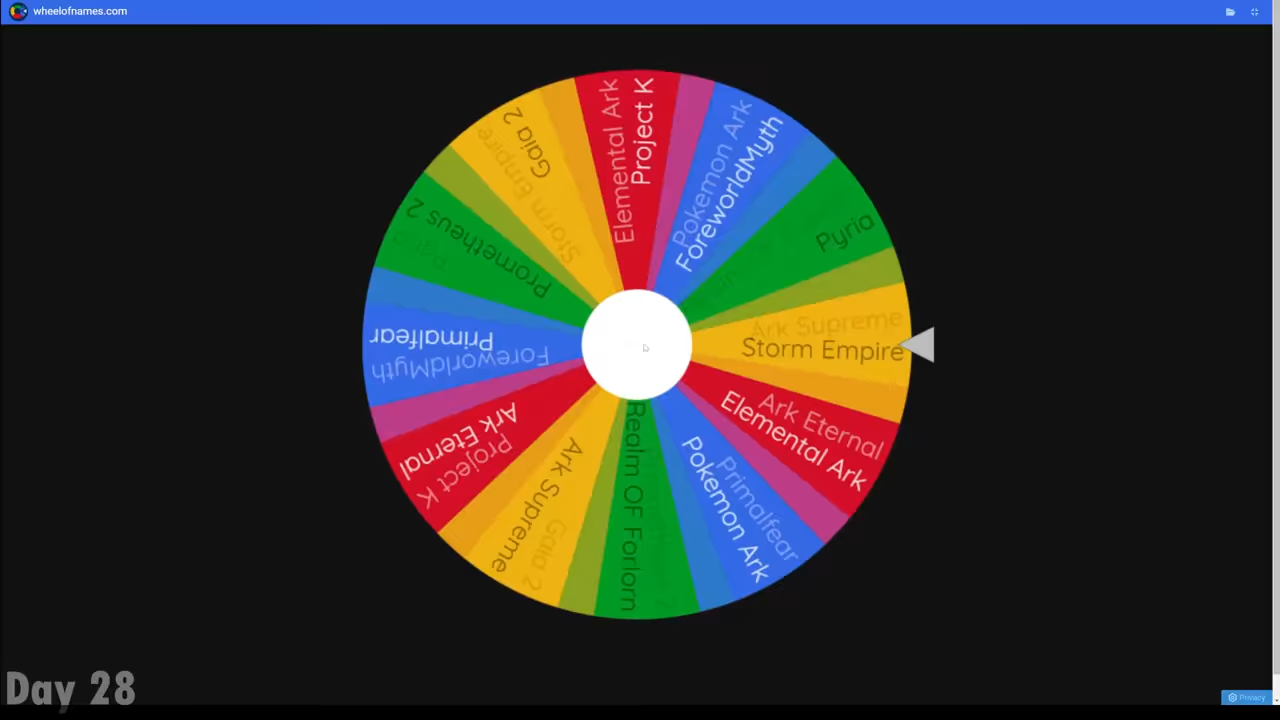 wheelofnames.com
Elemental Ark
Project K
Pokemon Ark
ForeworldMyth
Pyria
Ark Supreme
Storm Empire
Ark Eternal
Elemental Ark
Primalfear
Pokemon Ark
Realm OF Forlorn
Gaia 2
Ark Supreme
Project K
Ark Eternal
ForeworldMyth
Primalfear
Pyria
Prometheus 2
Storm Empire
Gaia 2
Day 28
Privacy